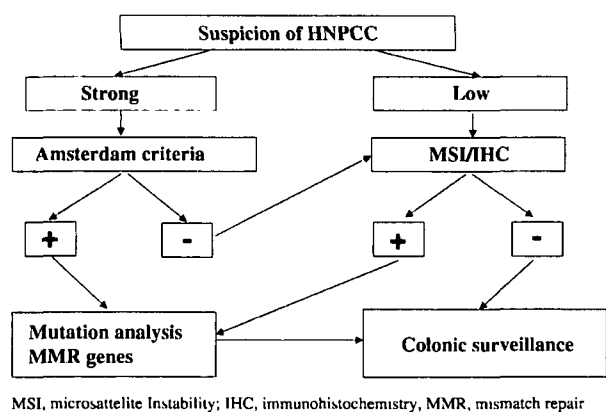 Suspicion of HNPCC
Strong
Low
Amsterdam criteria
MSI/IHC
+
-
+
-
Mutation analysis
MMR genes
Colonic surveillance
MSI, microsattelite Instability; IHC, immunohistochemistry, MMR, mismatch repair